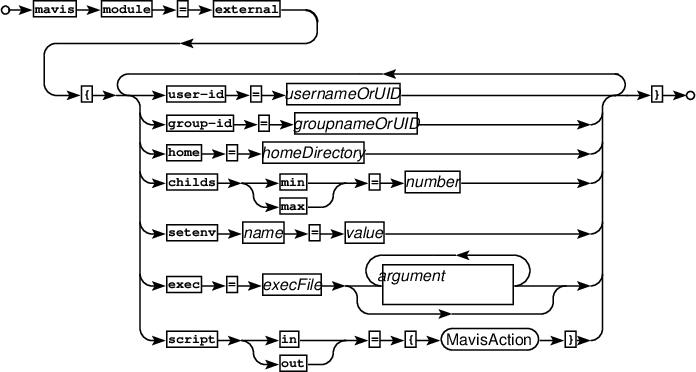 mavis module = external
{ user-id = usernameOrUID }
group-id = groupnameOrUID
home = homeDirectory
childs min = number
max
setenv name = value
exec = execFile argument
script in = { MavisAction }
out